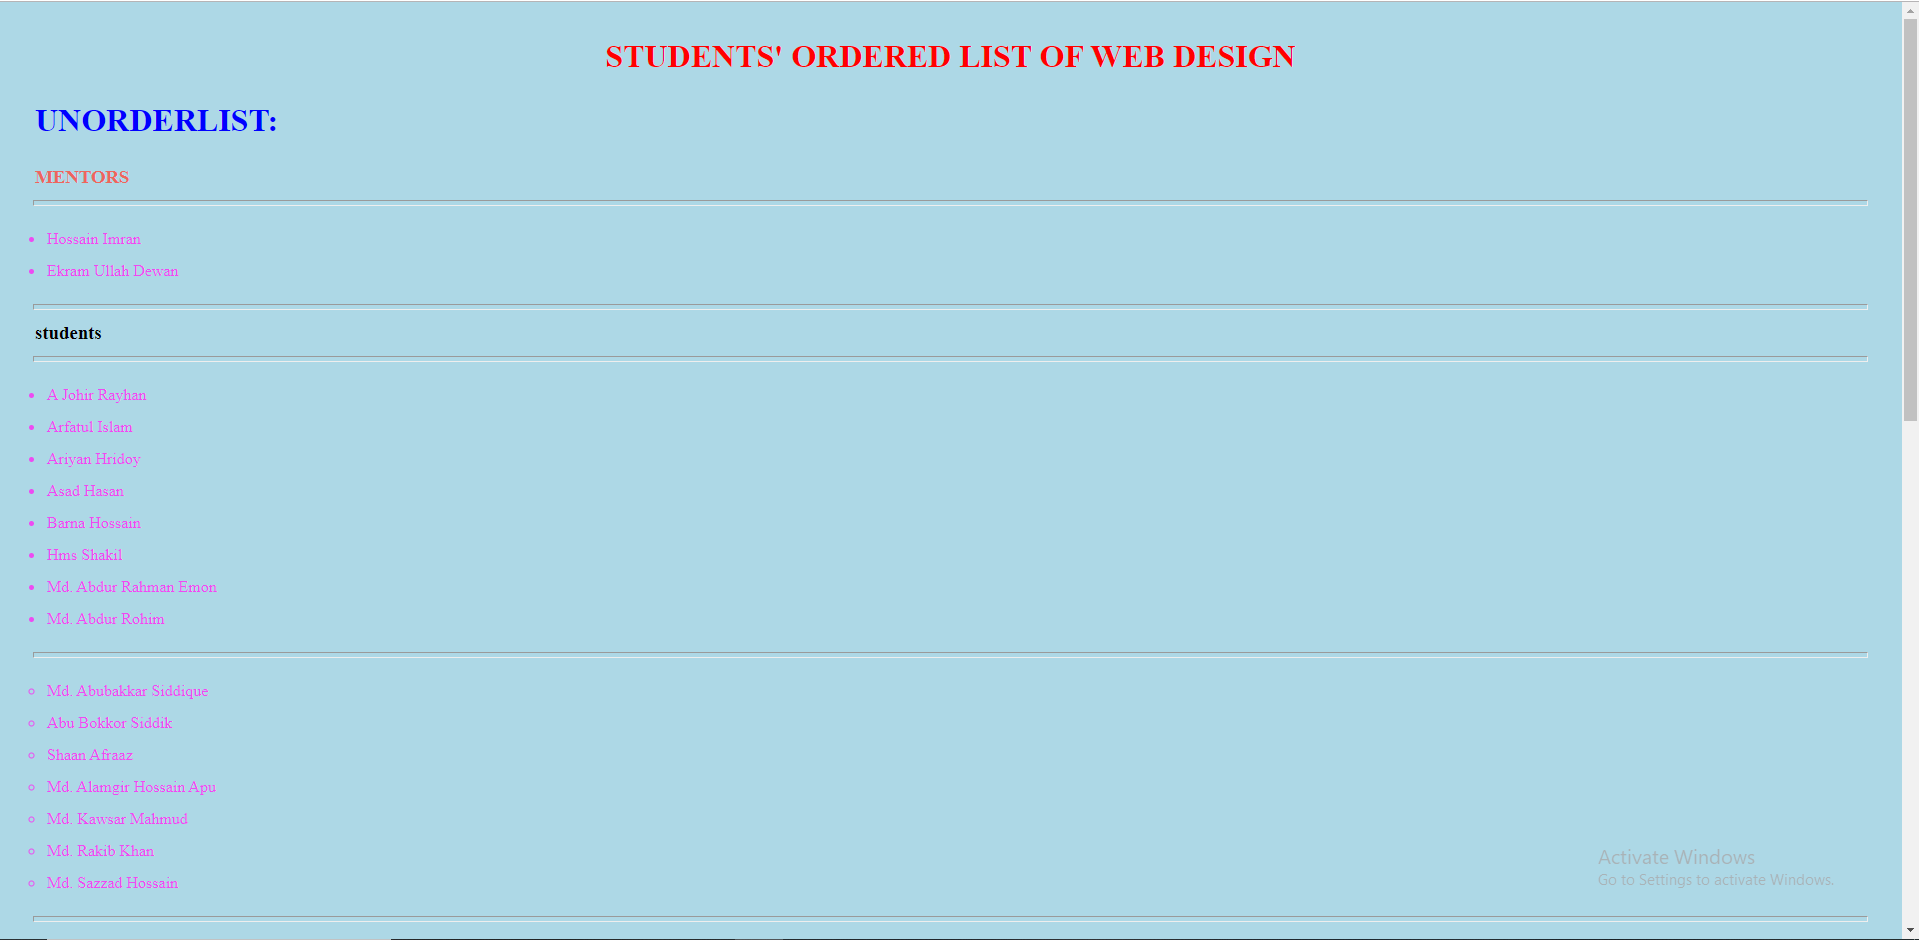 STUDENTS' ORDERED LIST OF WEB DESIGN
UNORDERLIST:
MENTORS
Hossain Imran
Ekram Ullah Dewan
students
A Johir Rayhan
Arfatul Islam
Ariyan Hridoy
Asad Hasan
Barna Hossain
Hms Shakil
Md. Abdur Rahman Emon
Md. Abdur Rohim
Md. Abubakkar Siddique
Abu Bokkor Siddik
Shaan Afraaz
Md. Alamgir Hossain Apu
Md. Kawsar Mahmud
Md. Rakib Khan
Md. Sazzad Hossain
Activate Windows
Go to Settings to activate Windows.